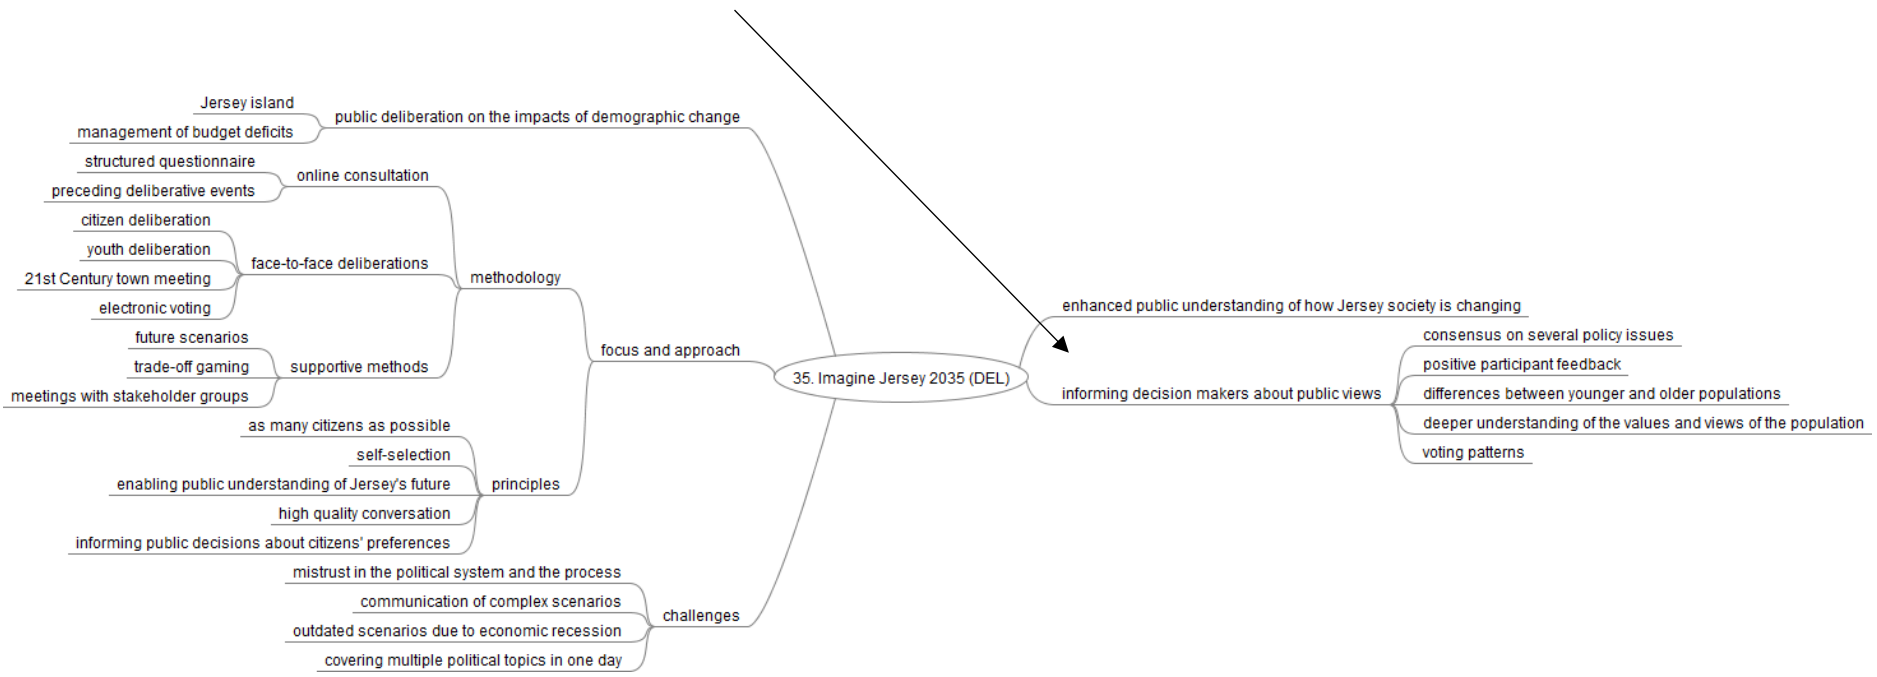 Jersey island
management of budget deficits
public deliberation on the impacts of demographic change
structured questionnaire
preceding deliberative events
online consultation
citizen deliberation
youth deliberation
21st Century town meeting
electronic voting
face-to-face deliberations
future scenarios
trade-off gaming
meetings with stakeholder groups
supportive methods
methodology
as many citizens as possible
self-selection
enabling public understanding of Jersey's future
high quality conversation
informing public decisions about citizens' preferences
principles
focus and approach
mistrust in the political system and the process
communication of complex scenarios
outdated scenarios due to economic recession
covering multiple political topics in one day
challenges
35. Imagine Jersey 2035 (DEL)
enhanced public understanding of how Jersey society is changing
informing decision makers about public views
consensus on several policy issues
positive participant feedback
differences between younger and older populations
deeper understanding of the values and views of the population
voting patterns